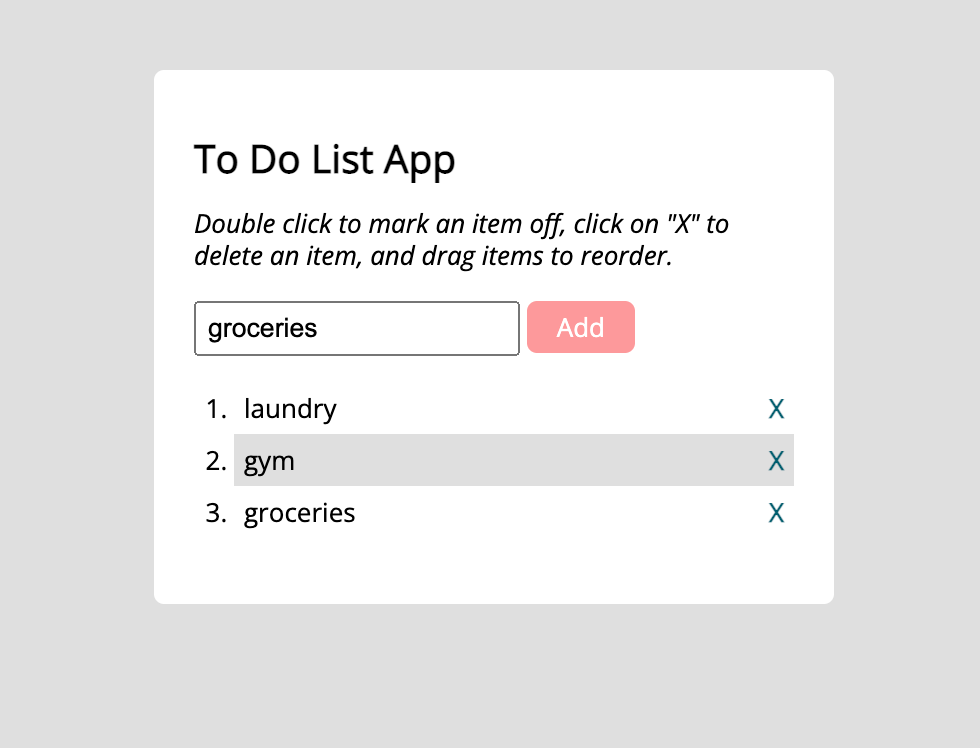 To Do List App
Double click to mark an item off, click on "X" to
delete an item, and drag items to reorder.
groceries Add
1. laundry X
2. gym X
3. groceries X